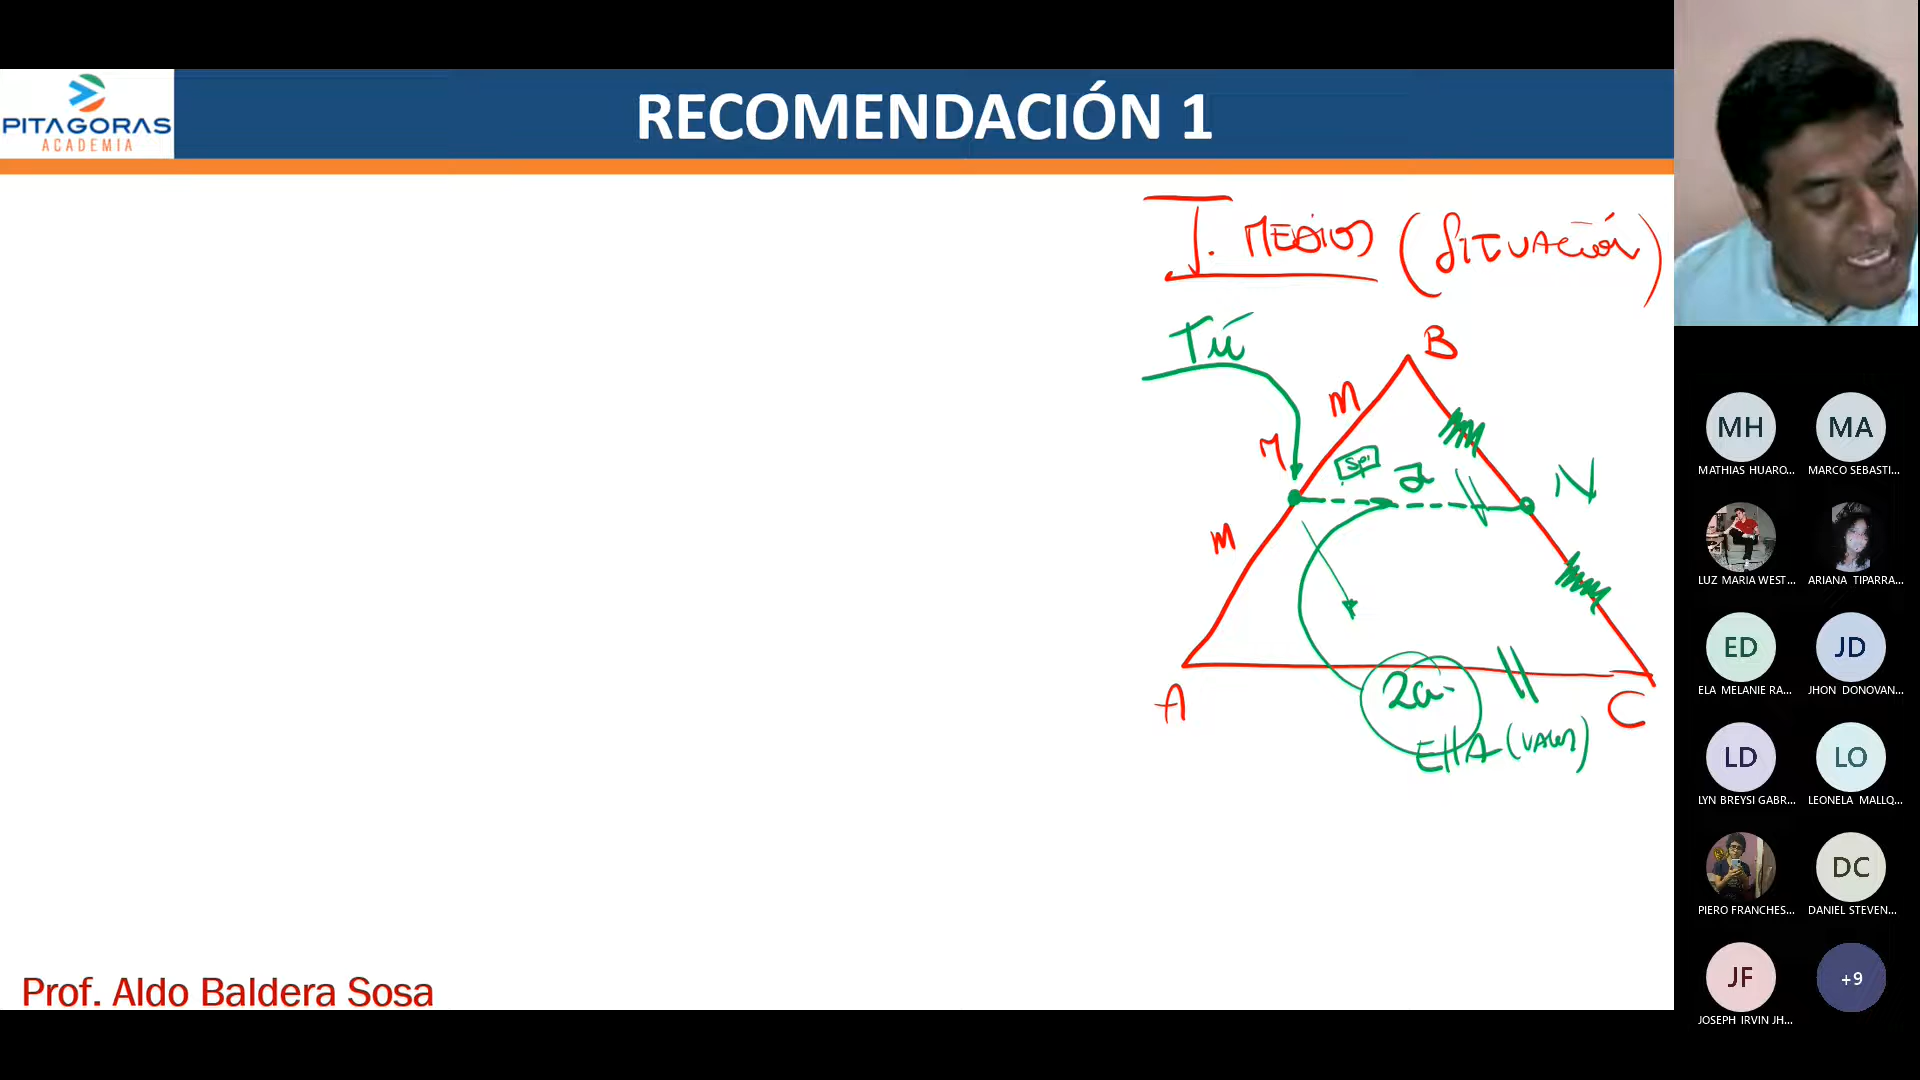 PITAGORAS
ACADEMIA
RECOMENDACIÓN 1
T. MEDIOS (SITUACIÓN)
Tú
B
M
M
N
M
A
C
2a
EllA (VALOR)
MH
MA
MATHIAS HUARO...
MARCO SEBASTI...
LUZ MARIA WEST...
ARIANA TIPARRA...
ED
JD
ELA MELANIE RA...
JHON DONOVAN...
LD
LO
LYN BREYSI GABR...
LEONELA MALLQ...
DC
PIERO FRANCHES...
DANIEL STEVEN...
JF
+9
JOSEPH IRVIN JH...
Prof. Aldo Baldera Sosa